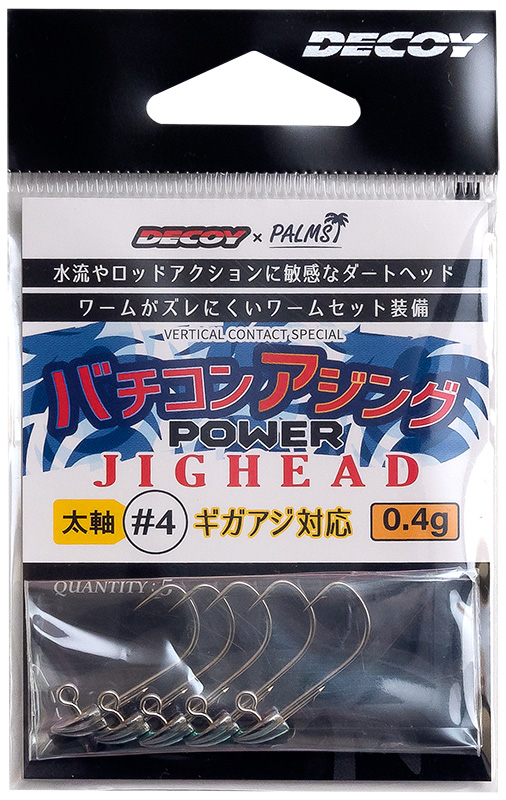 DECOY
DECOY × PALMS
水流やロッドアクションに敏感なダートヘッド
ワームがズレにくいワームセット装備
VERTICAL CONTACT SPECIAL
バチコンアジング
POWER
JIGHEAD
太軸 #4 ギガアジ対応 0.4g
QUANTITY : 5